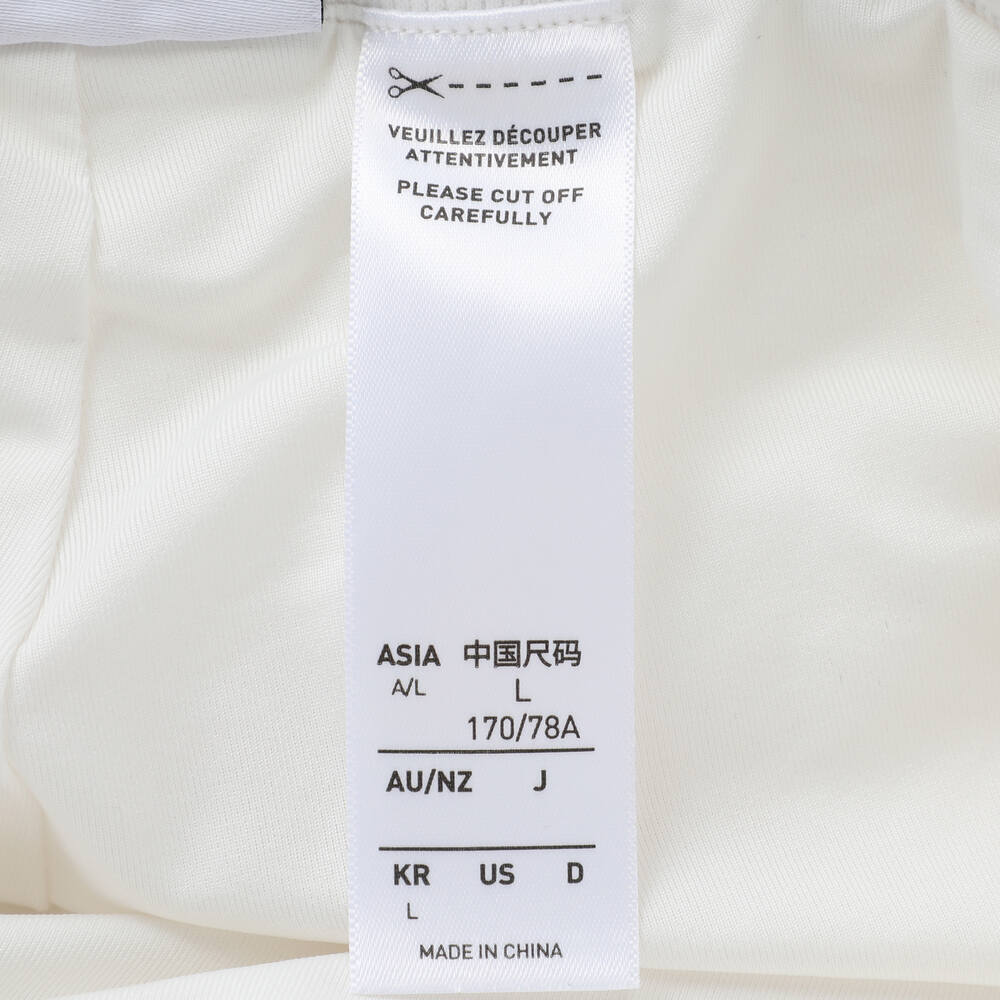 VEUILLEZ DÉCOUPER
ATTENTIVEMENT
PLEASE CUT OFF
CAREFULLY
ASIA 中国尺码
A/L L
170/78A
AU/NZ J
KR US D
L
MADE IN CHINA